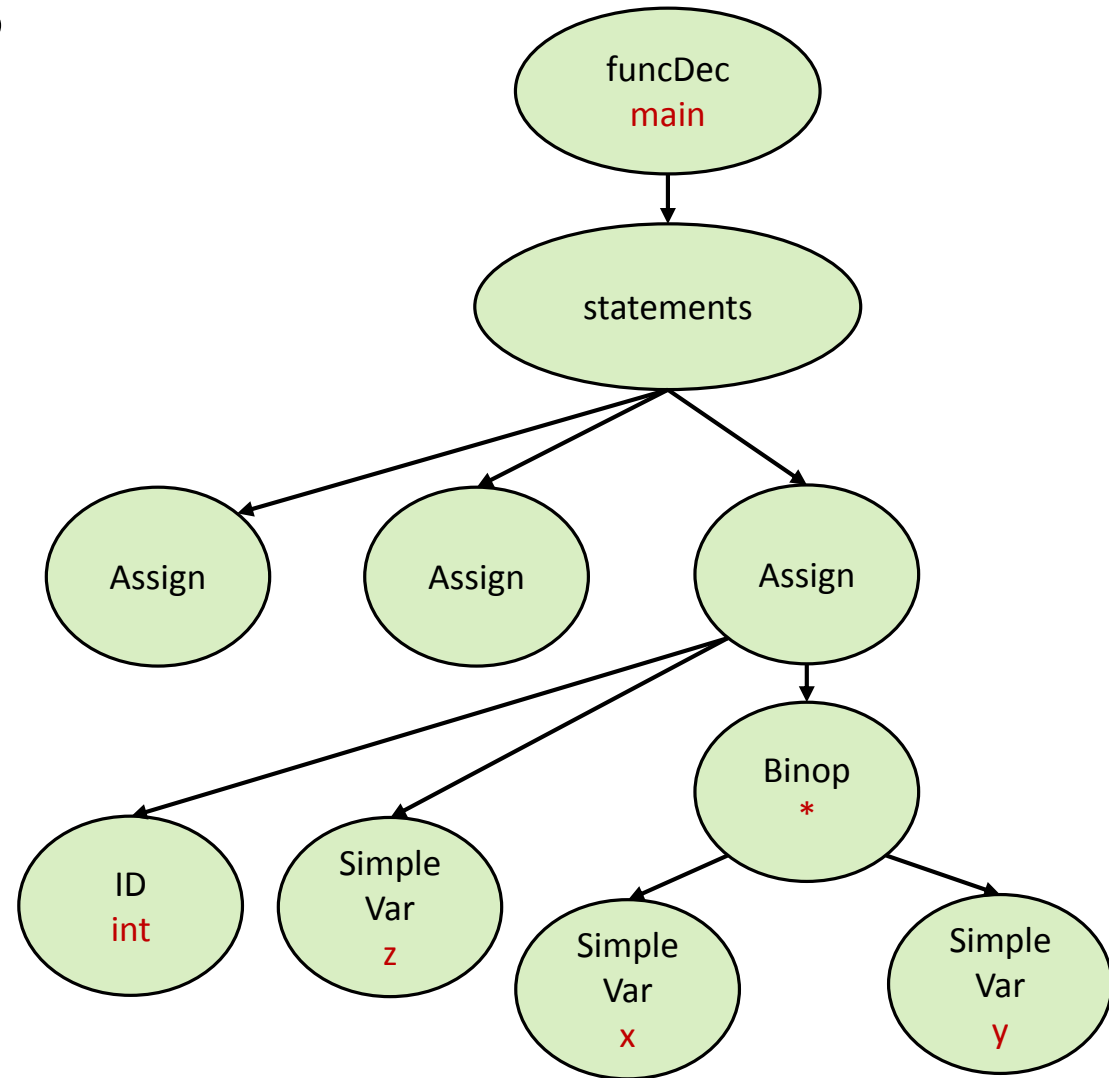 funcDec
main
statements
Assign
Assign
Assign
Binop
*
ID
int
Simple
Var
z
Simple
Var
x
Simple
Var
y